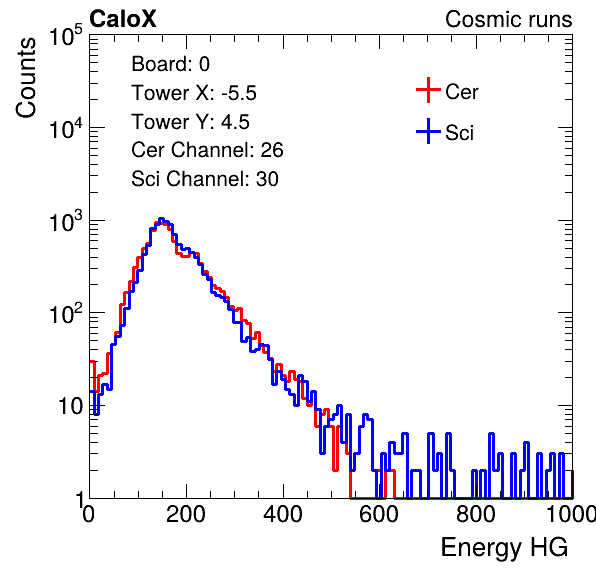 CaloX Cosmic runs
Counts
10^5
10^4
10^3
10^2
10
1
Board: 0
Tower X: -5.5
Tower Y: 4.5
Cer Channel: 26
Sci Channel: 30
Cer
Sci
0 200 400 600 800 1000
Energy HG